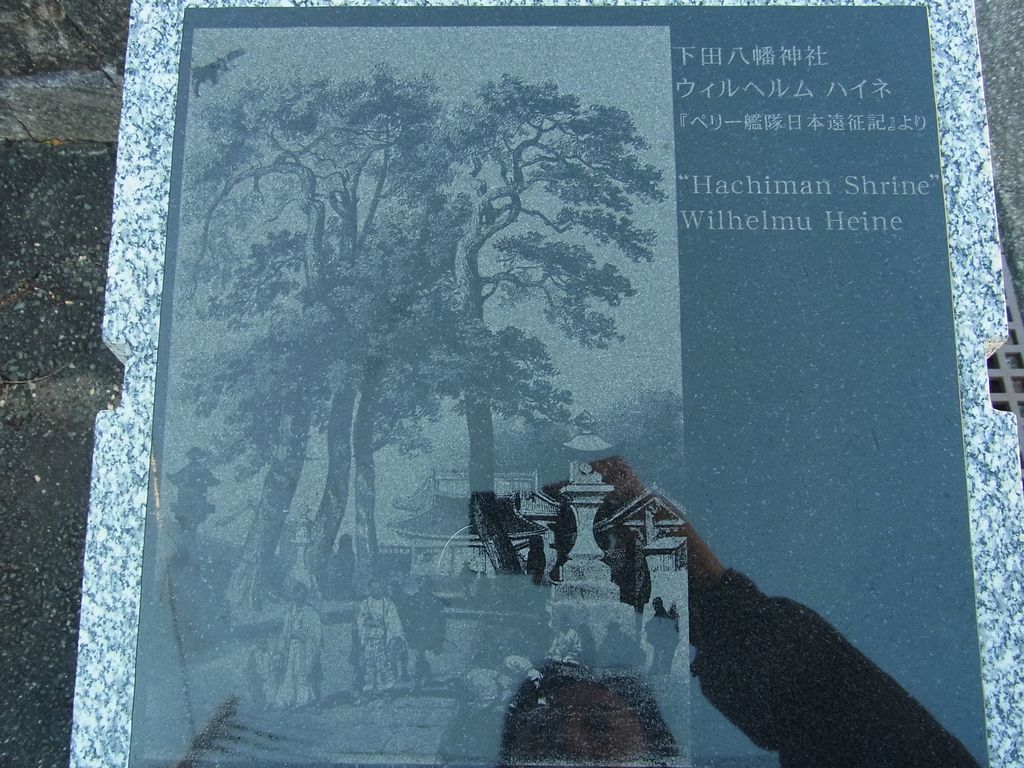 下田八幡神社
ウィルヘルム ハイネ
『ペリー艦隊日本遠征記』より
“Hachiman Shrine”
Wilhelmu Heine